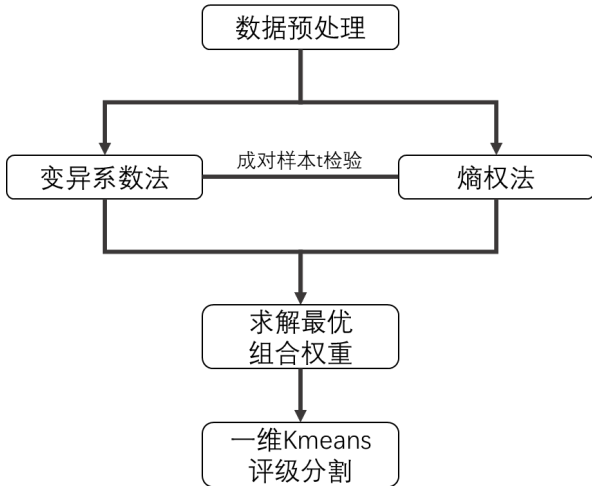 数据预处理
成对样本t检验
变异系数法
熵权法
求解最优
组合权重
一维Kmeans
评级分割